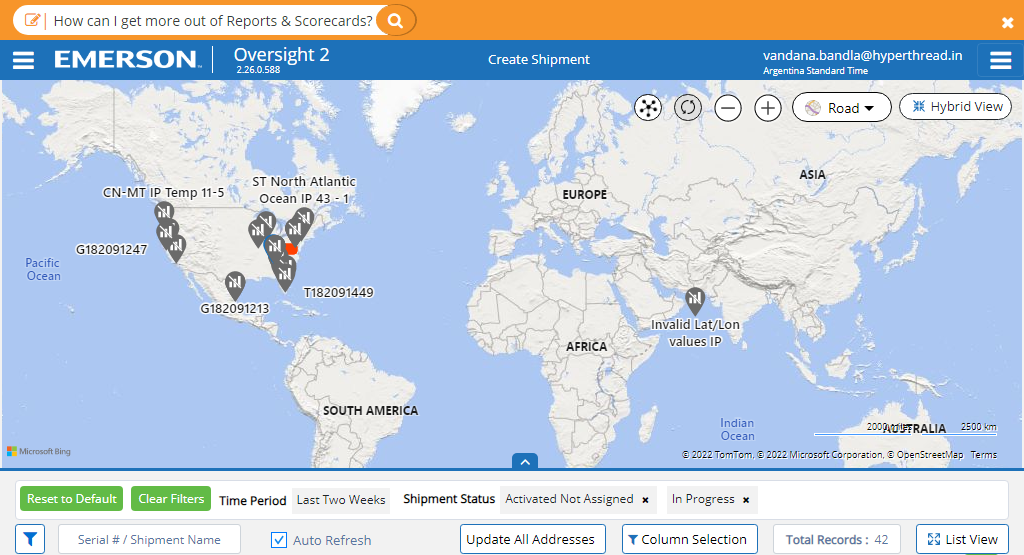 How can I get more out of Reports & Scorecards?
EMERSON
Oversight 2
2.26.0.588
Create Shipment
vandana.bandla@hyperthread.in
Argentina Standard Time
Road
Hybrid View
ASIA
EUROPE
CN-MT IP Temp 11-5
ST North Atlantic
Ocean IP 43 - 1
G182091247
Pacific
Ocean
T182091449
G182091213
Invalid Lat/Lon
values IP
AFRICA
SOUTH AMERICA
Indian
Ocean
AUSTRALIA
2000 miles
2500 km
Microsoft Bing
© 2022 TomTom, © 2022 Microsoft Corporation, © OpenStreetMap Terms
Reset to Default
Clear Filters
Time Period
Last Two Weeks
Shipment Status
Activated Not Assigned ×
In Progress ×
Serial # / Shipment Name
Auto Refresh
Update All Addresses
Column Selection
Total Records : 42
List View